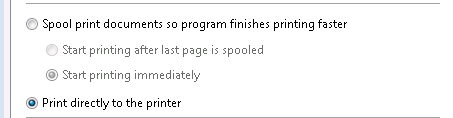 Spool print documents so program finishes printing faster
Start printing after last page is spooled
Start printing immediately
Print directly to the printer